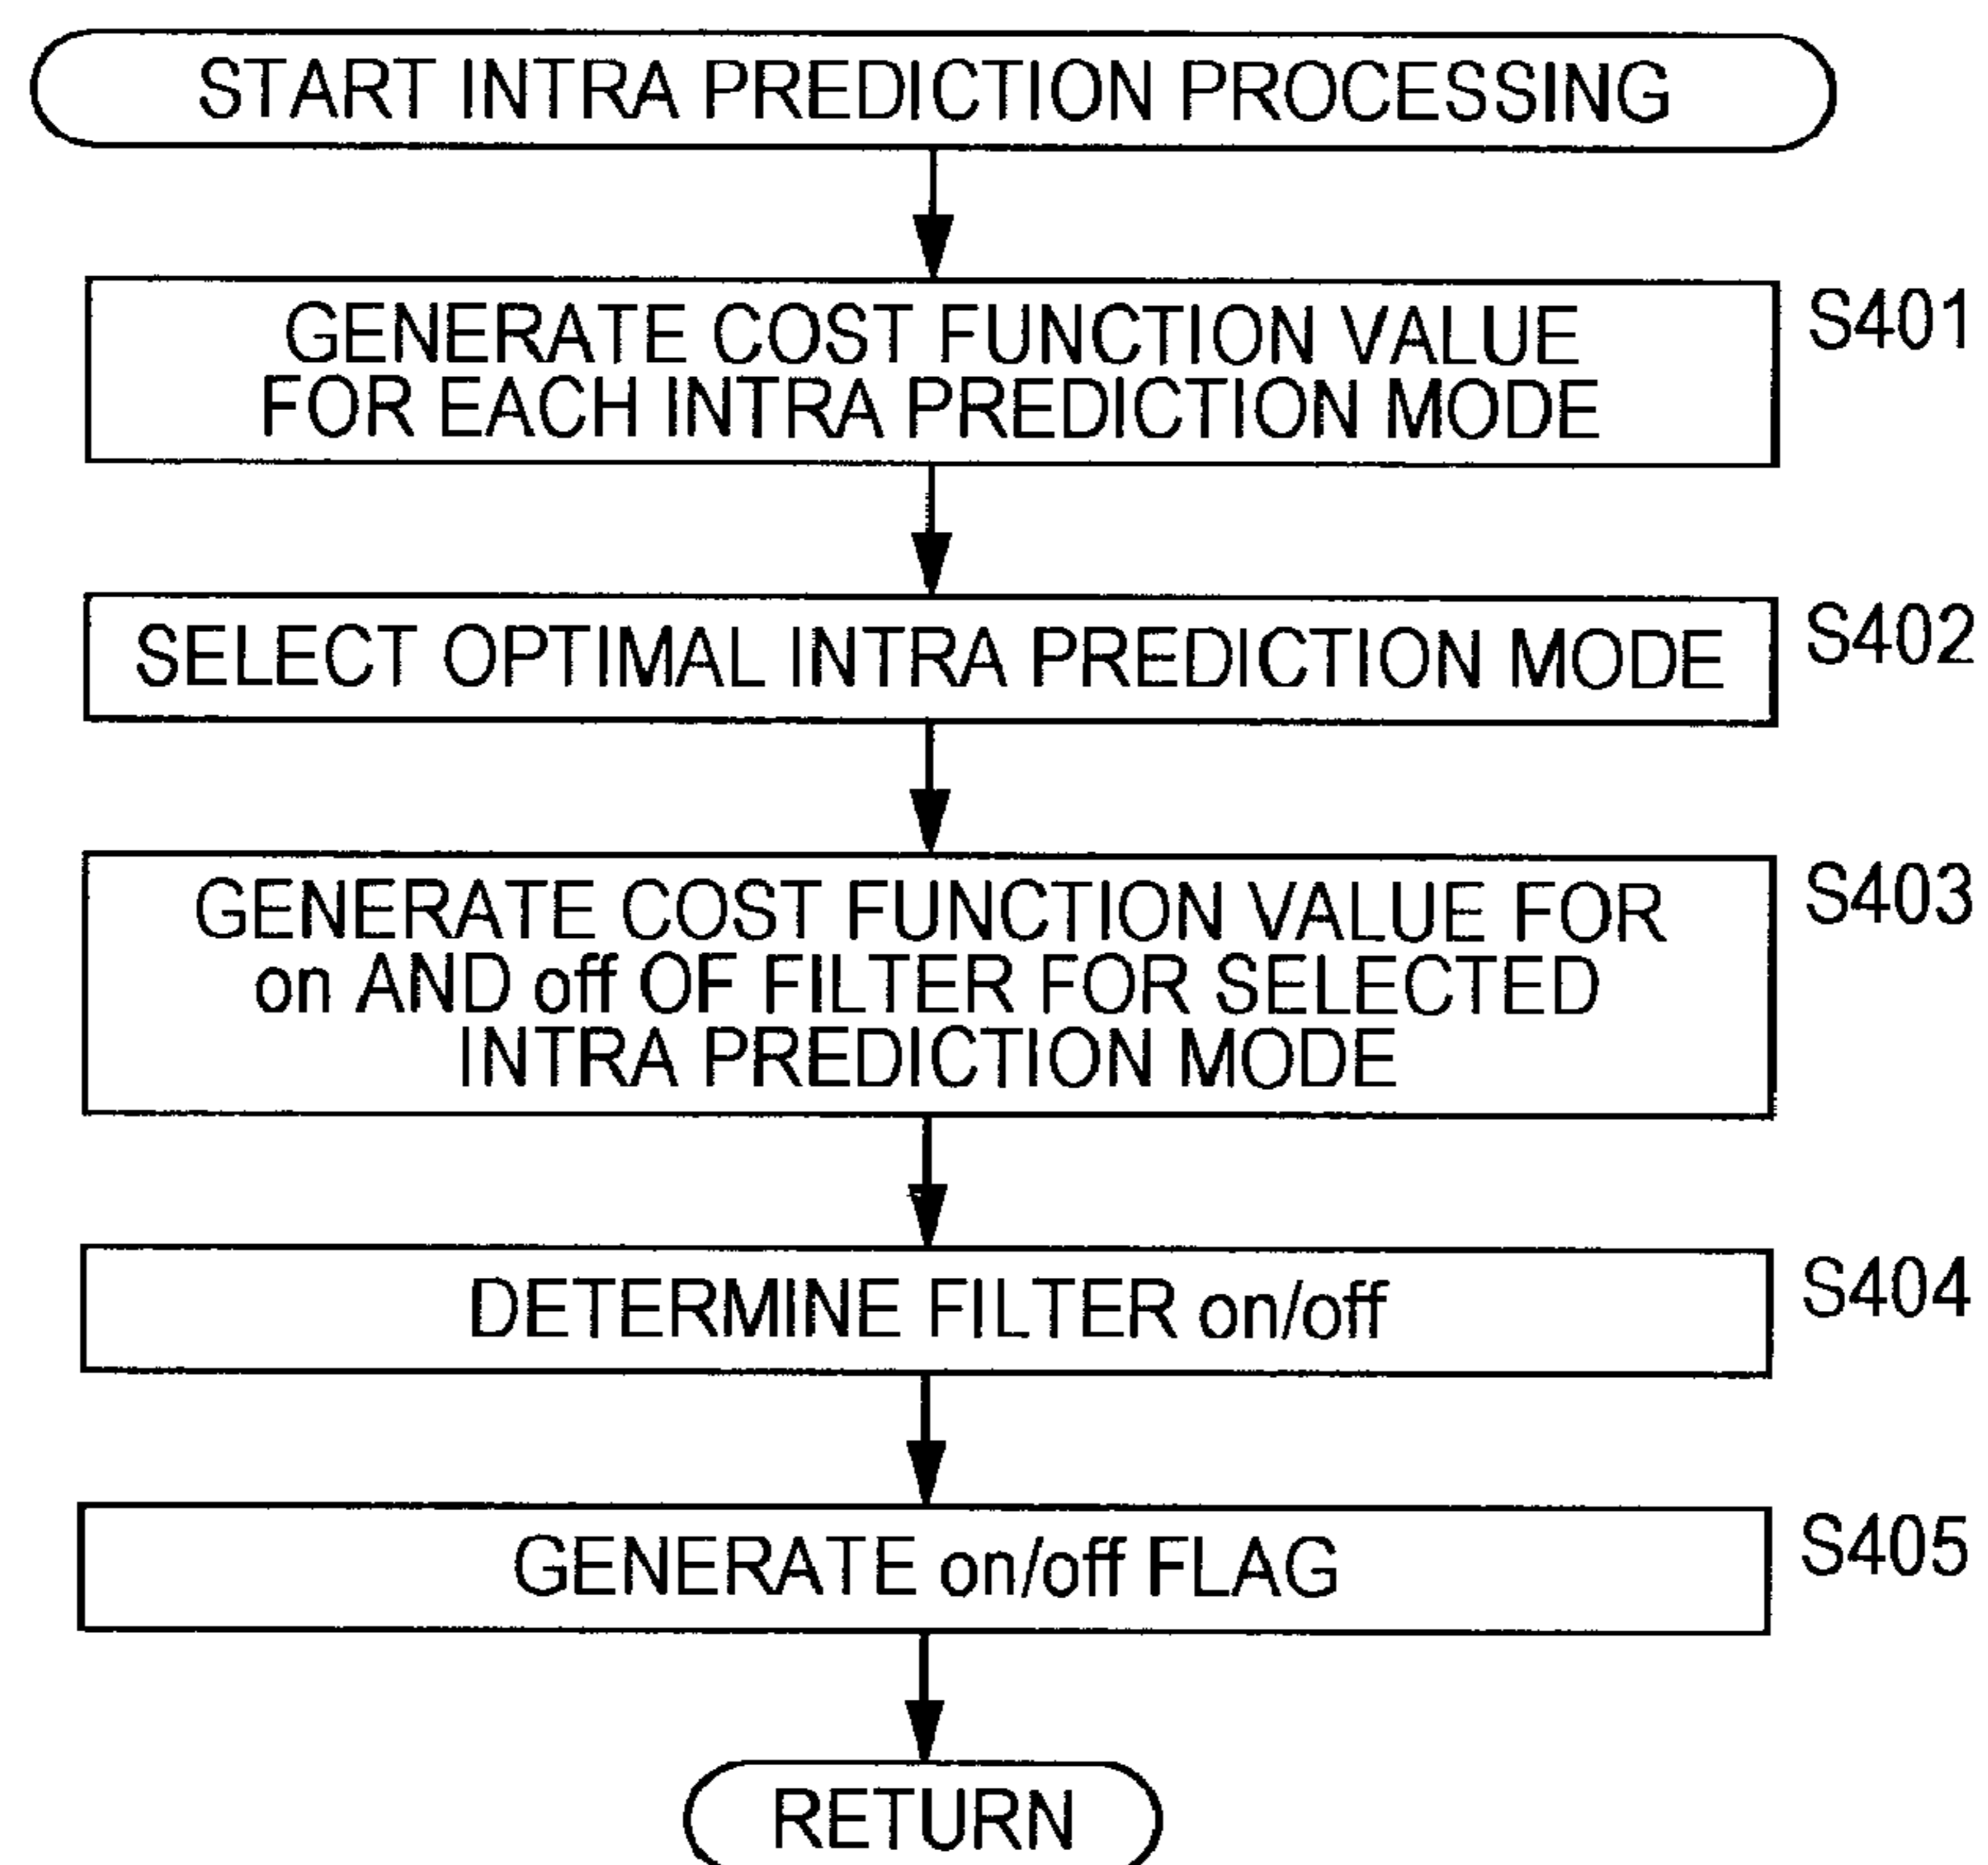 START INTRA PREDICTION PROCESSING
GENERATE COST FUNCTION VALUE
FOR EACH INTRA PREDICTION MODE
S401
SELECT OPTIMAL INTRA PREDICTION MODE
S402
GENERATE COST FUNCTION VALUE FOR
on AND off OF FILTER FOR SELECTED
INTRA PREDICTION MODE
S403
DETERMINE FILTER on/off
S404
GENERATE on/off FLAG
S405
RETURN